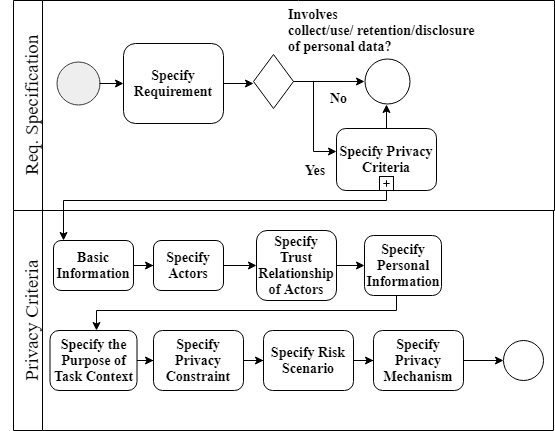 Req. Specification
Specify
Requirement
Involves
collect/use/ retention/disclosure
of personal data?
No
Yes
Specify Privacy
Criteria
+
Privacy Criteria
Basic
Information
Specify
Actors
Specify
Trust
Relationship
of Actors
Specify
Personal
Information
Specify the
Purpose of
Task Context
Specify
Privacy
Constraint
Specify Risk
Scenario
Specify
Privacy
Mechanism